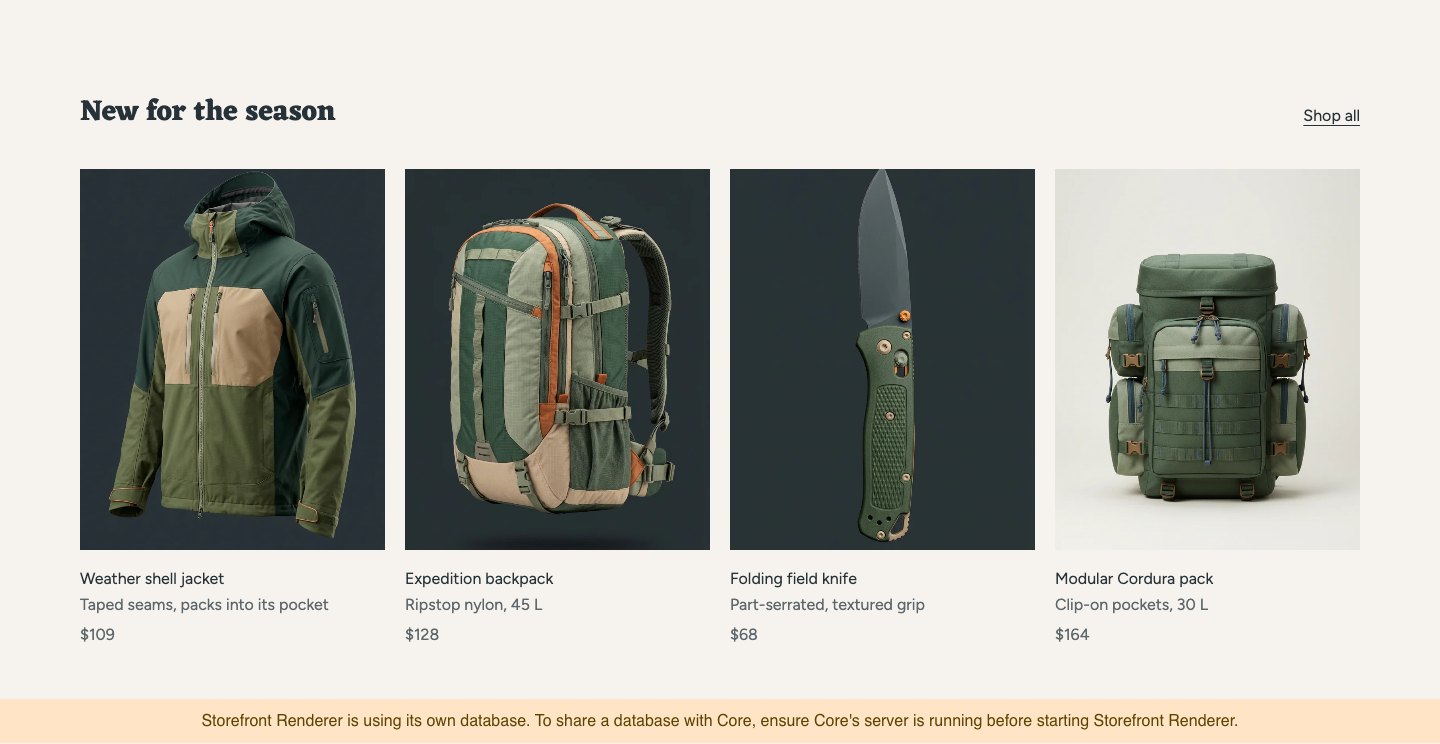 New for the season
Shop all
Weather shell jacket
Taped seams, packs into its pocket
$109
Expedition backpack
Ripstop nylon, 45 L
$128
Folding field knife
Part-serrated, textured grip
$68
Modular Cordura pack
Clip-on pockets, 30 L
$164
Storefront Renderer is using its own database. To share a database with Core, ensure Core's server is running before starting Storefront Renderer.